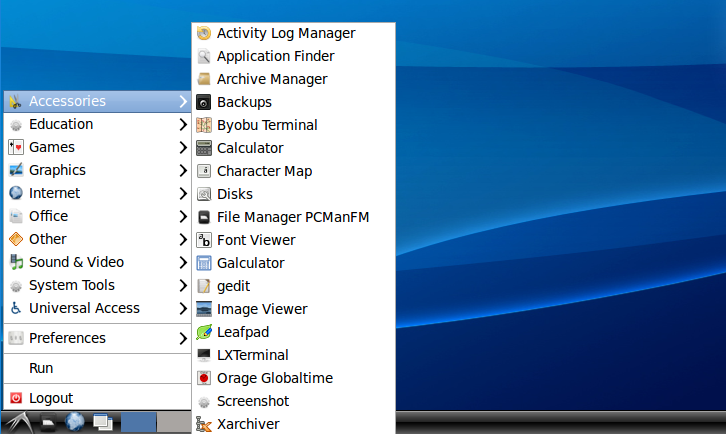 Accessories
Education
Games
Graphics
Internet
Office
Other
Sound & Video
System Tools
Universal Access
Preferences
Run
Logout
Activity Log Manager
Application Finder
Archive Manager
Backups
Byobu Terminal
Calculator
Character Map
Disks
File Manager PCManFM
Font Viewer
Galculator
gedit
Image Viewer
Leafpad
LXTerminal
Orage Globaltime
Screenshot
Xarchiver